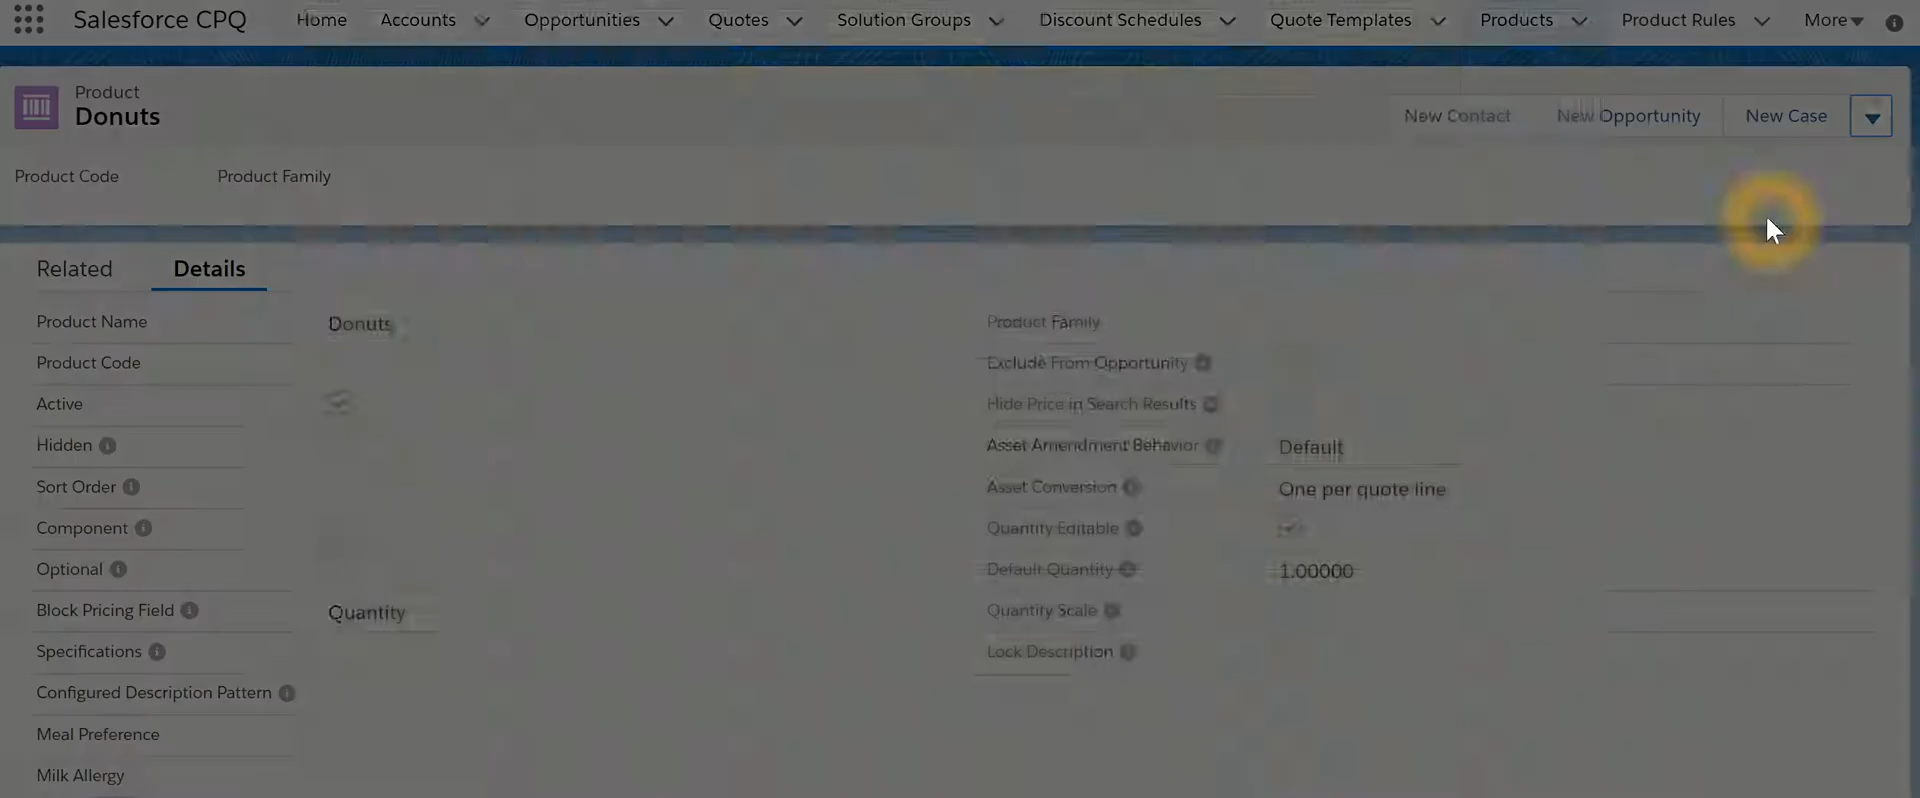 Salesforce CPQ Home Accounts Opportunities Quotes Solution Groups Discount Schedules Quote Templates Products Product Rules More
Product
Donuts
New Contact New Opportunity New Case
Product Code Product Family
Related Details
Product Name Donuts Product Family
Product Code Exclude From Opportunity
Active Hide Price in Search Results
Hidden Asset Amendment Behavior Default
Sort Order Asset Conversion One per quote line
Component Quantity Editable
Optional Default Quantity 1.00000
Block Pricing Field Quantity Quantity Scale
Specifications Lock Description
Configured Description Pattern
Meal Preference
Milk Allergy